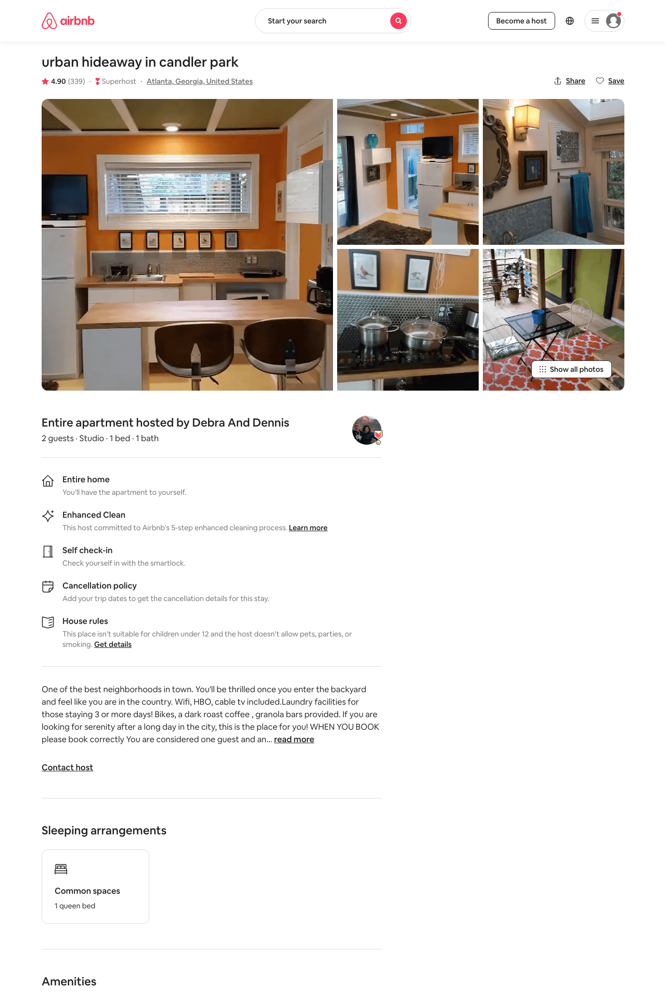 airbnb
Start your search
Become a host
urban hideaway in candler park
4.90 (339) · Superhost · Atlanta, Georgia, United States
Share
Save
Show all photos
Entire apartment hosted by Debra And Dennis
2 guests · Studio · 1 bed · 1 bath
Entire home
You’ll have the apartment to yourself.
Enhanced Clean
This host committed to Airbnb's 5-step enhanced cleaning process. Learn more
Self check-in
Check yourself in with the smartlock.
Cancellation policy
Add your trip dates to get the cancellation details for this stay.
House rules
This place isn’t suitable for children under 12 and the host doesn’t allow pets, parties, or
smoking. Get details
One of the best neighborhoods in town. You'll be thrilled once you enter the backyard
and feel like you are in the country. Wifi, HBO, cable tv included.Laundry facilities for
those staying 3 or more days! Bikes, a dark roast coffee , granola bars provided. If you are
looking for serenity after a long day in the city, this is the place for you! WHEN YOU BOOK
please book correctly You are considered one guest and an... read more
Contact host
Sleeping arrangements
Common spaces
1 queen bed
Amenities